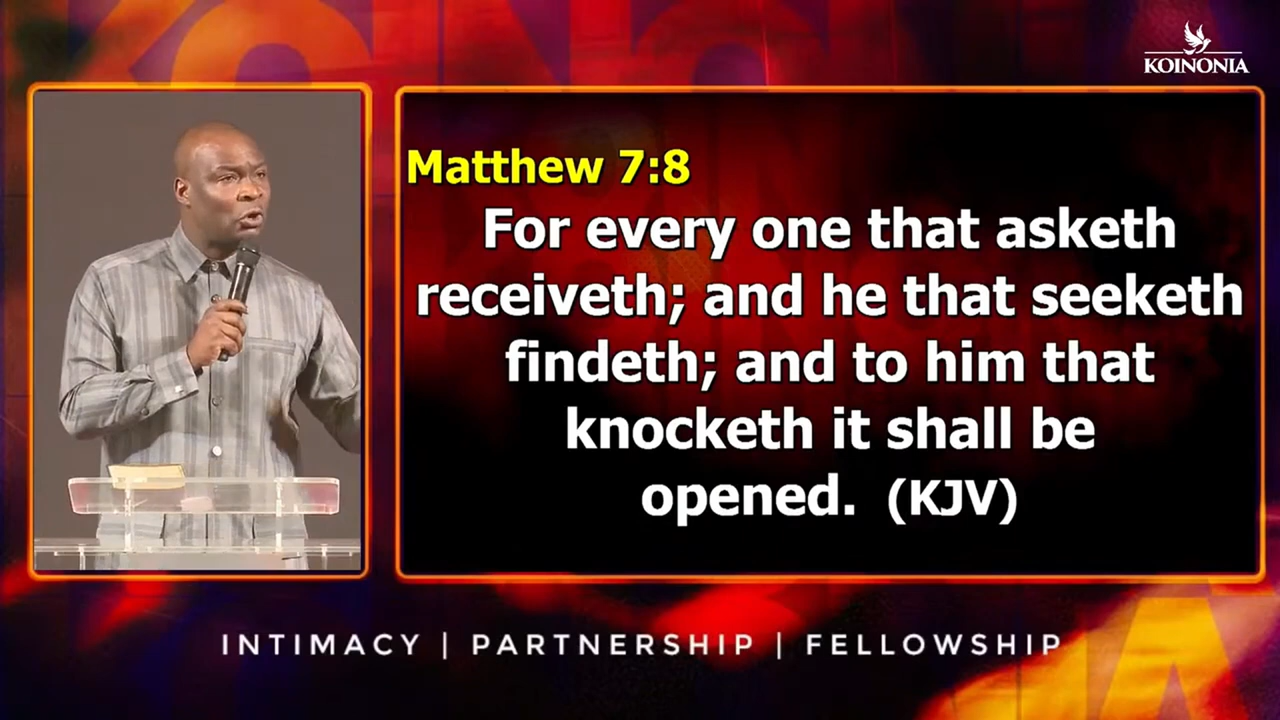 KOINONIA
Matthew 7:8
For every one that asketh
receiveth; and he that seeketh
findeth; and to him that
knocketh it shall be
opened. (KJV)
INTIMACY | PARTNERSHIP | FELLOWSHIP